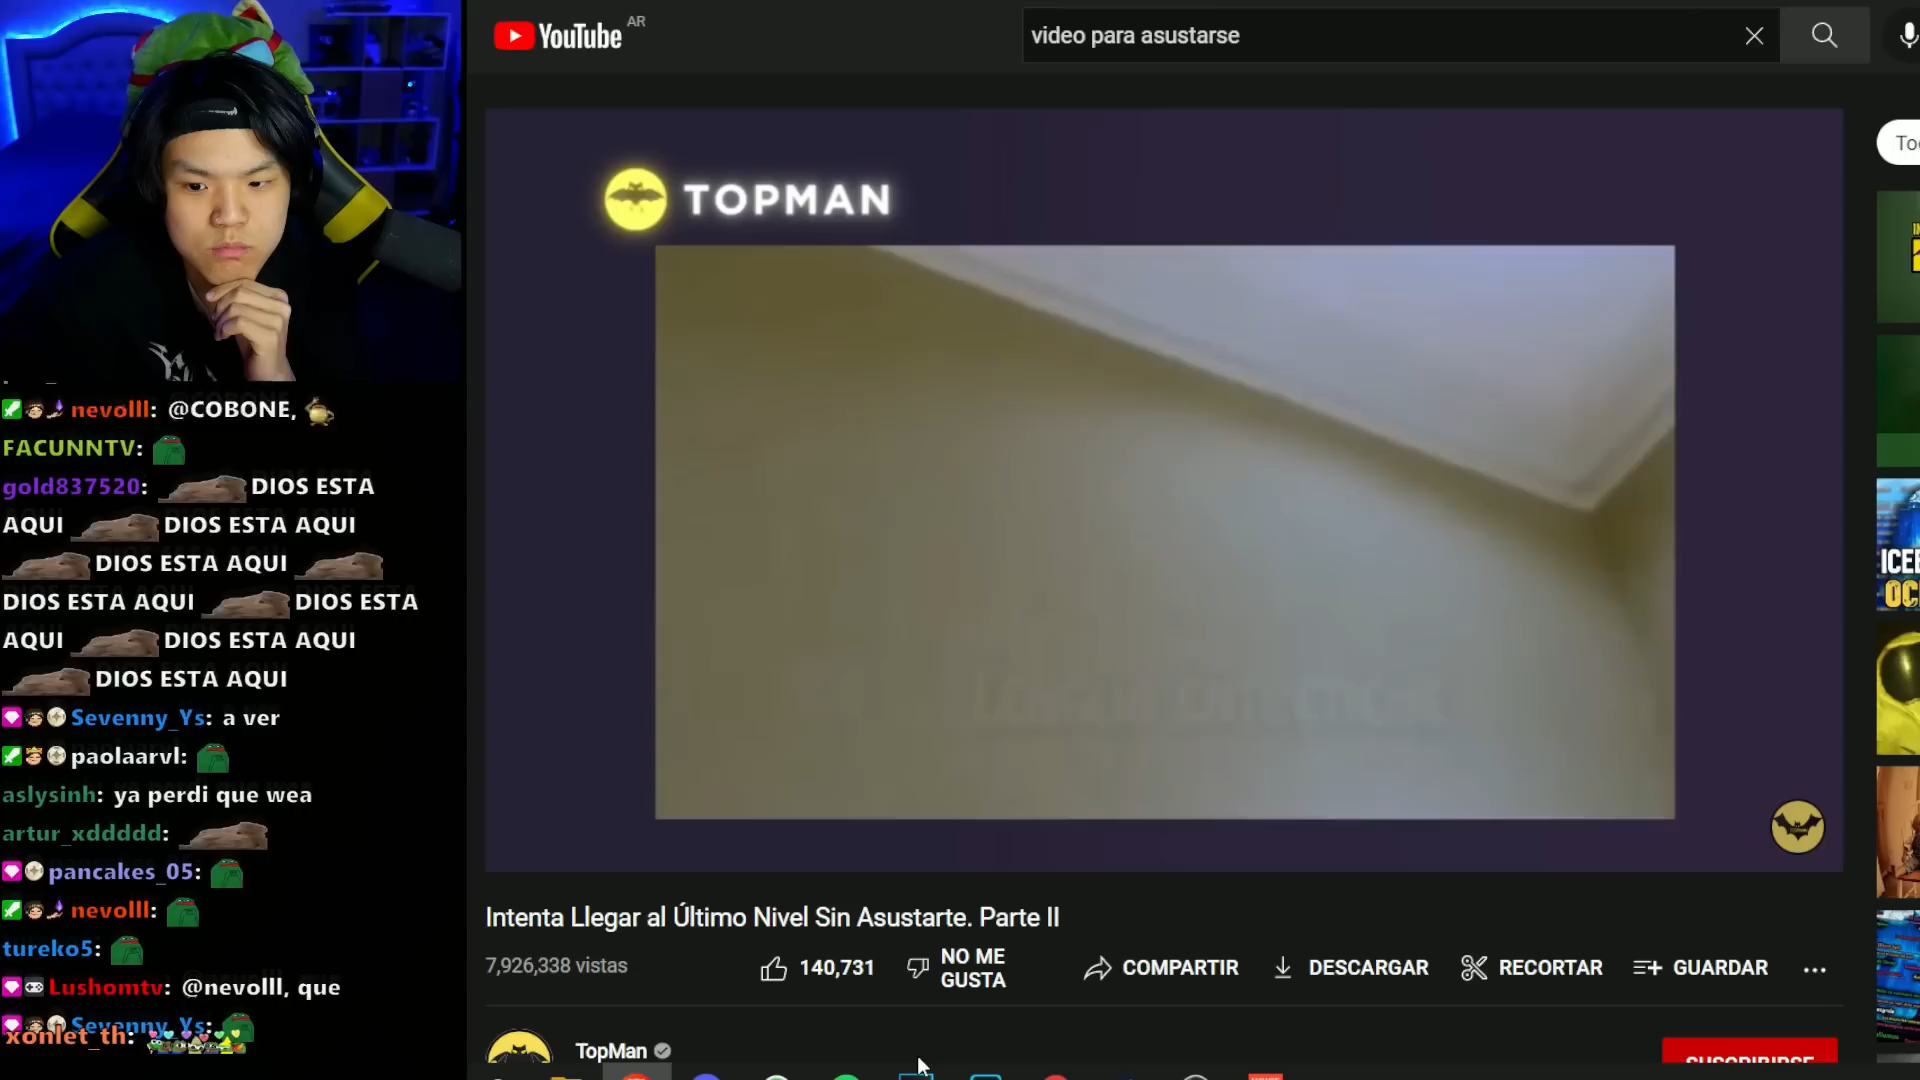 YouTube AR
video para asustarse
TOPMAN
nevolll: @COBONE,
FACUNNTV:
gold837520: DIOS ESTA
AQUI DIOS ESTA AQUI
DIOS ESTA AQUI
DIOS ESTA AQUI DIOS ESTA
AQUI DIOS ESTA AQUI
DIOS ESTA AQUI
Sevenny_Ys: a ver
paolaarvl:
aslysinh: ya perdi que wea
artur_xddddd:
pancakes_05:
nevolll:
tureko5:
Lushomtv: @nevolll, que
Sevenny_Ys:
xonlet_th:
Intenta Llegar al Último Nivel Sin Asustarte. Parte II
7,926,338 vistas
140,731
NO ME
GUSTA
COMPARTIR
DESCARGAR
RECORTAR
GUARDAR
TopMan
SUSCRIBIRSE